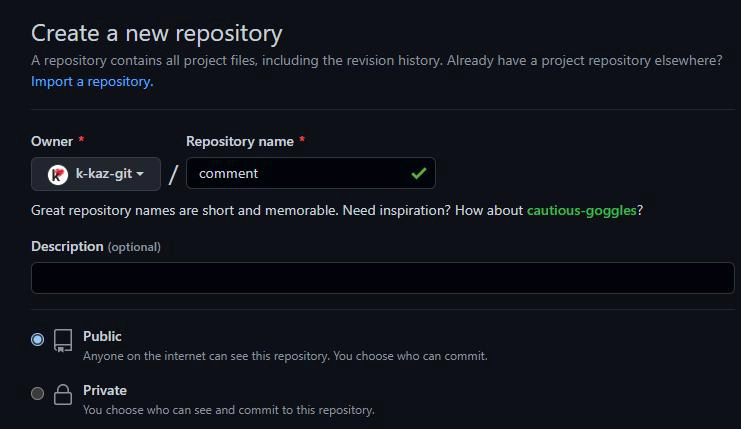 Create a new repository
A repository contains all project files, including the revision history. Already have a project repository elsewhere?
Import a repository.
Owner * Repository name *
k-kaz-git / comment
Great repository names are short and memorable. Need inspiration? How about cautious-goggles?
Description (optional)
Public
Anyone on the internet can see this repository. You choose who can commit.
Private
You choose who can see and commit to this repository.